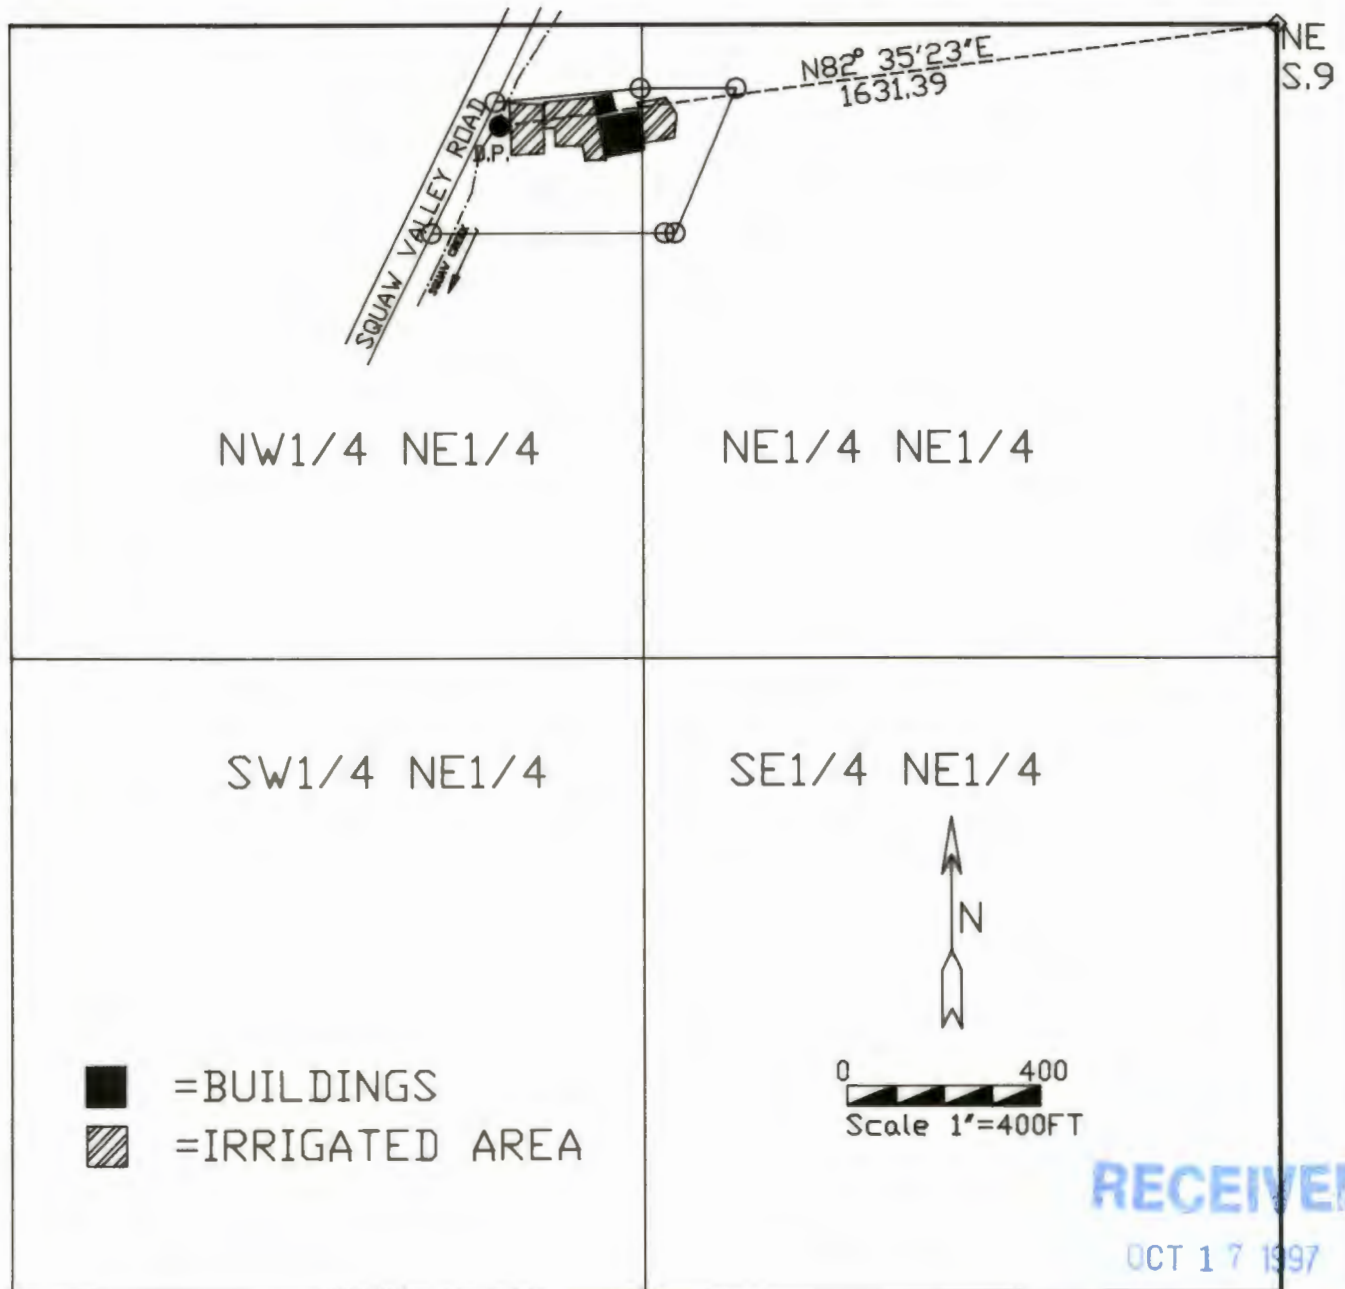 NE
S.9
N82° 35'23"E
1631.39
SQUAW VALLEY ROAD
D.P.
SQUAW CREEK
NW1/4 NE1/4
NE1/4 NE1/4
SW1/4 NE1/4
SE1/4 NE1/4
N
0 400
Scale 1"=400FT
=BUILDINGS
=IRRIGATED AREA
RECEIVE
OCT 17 1997